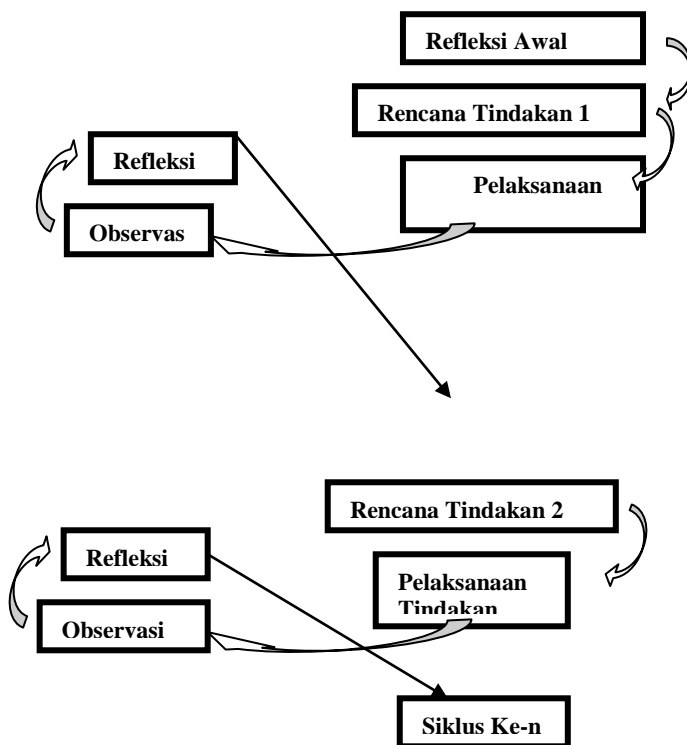 Refleksi Awal
Rencana Tindakan 1
Refleksi
Pelaksanaan
Observas
Rencana Tindakan 2
Refleksi
Pelaksanaan
Tindakan
Observasi
Siklus Ke-n